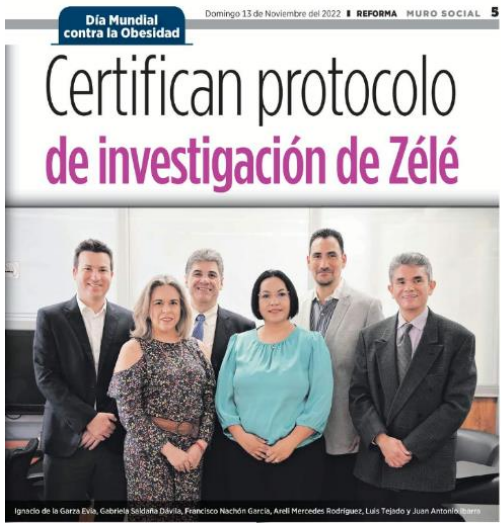 Día Mundial
contra la Obesidad
Domingo 13 de Noviembre del 2022 REFORMA MURO SOCIAL 5
Certifican protocolo
de investigación de Zélé
Ignacio de la Garza Evia, Gabriela Saldaña Dávila, Francisco Nachón García, Areli Mercedes Rodríguez, Luis Tejado y Juan Antonio Ibarra